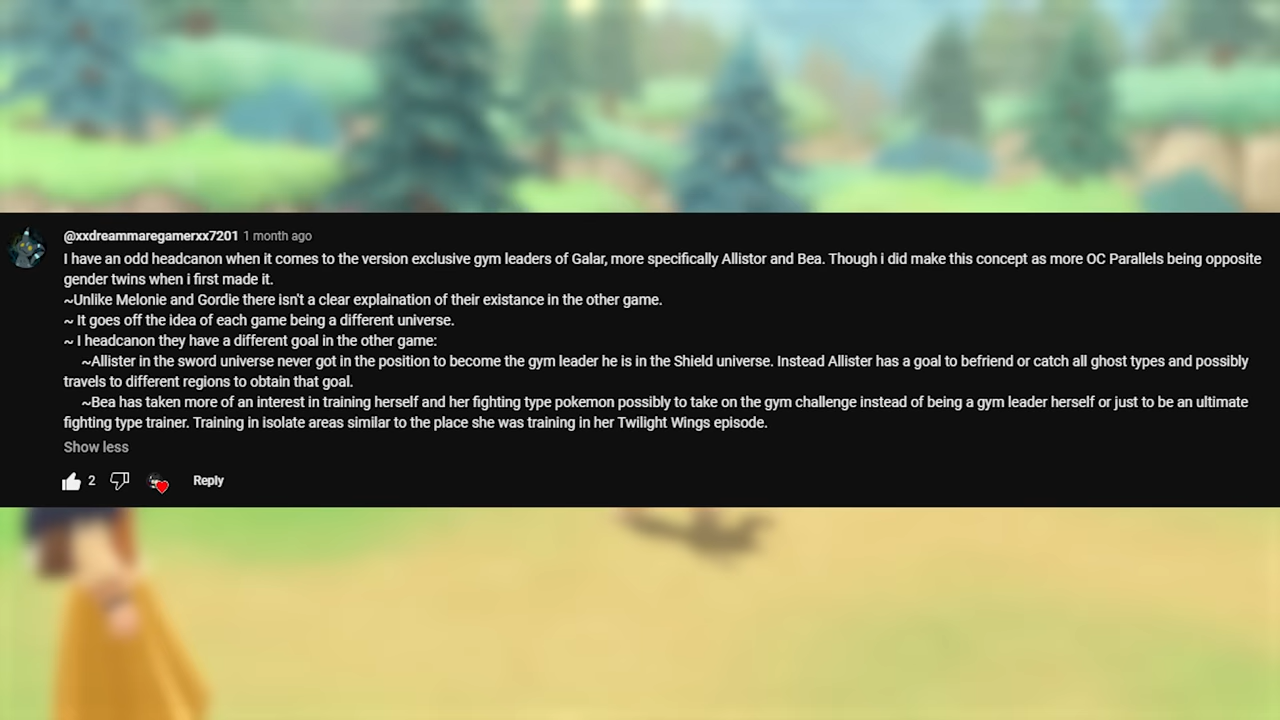 @xxdreammaregamerxx7201 1 month ago
I have an odd headcanon when it comes to the version exclusive gym leaders of Galar, more specifically Allistor and Bea. Though i did make this concept as more OC Parallels being opposite
gender twins when i first made it.
~Unlike Melonie and Gordie there isn't a clear explaination of their existance in the other game.
~ It goes off the idea of each game being a different universe.
~ I headcanon they have a different goal in the other game:
~Allister in the sword universe never got in the position to become the gym leader he is in the Shield universe. Instead Allister has a goal to befriend or catch all ghost types and possibly
travels to different regions to obtain that goal.
~Bea has taken more of an interest in training herself and her fighting type pokemon possibly to take on the gym challenge instead of being a gym leader herself or just to be an ultimate
fighting type trainer. Training in isolate areas similar to the place she was training in her Twilight Wings episode.
Show less
2 Reply